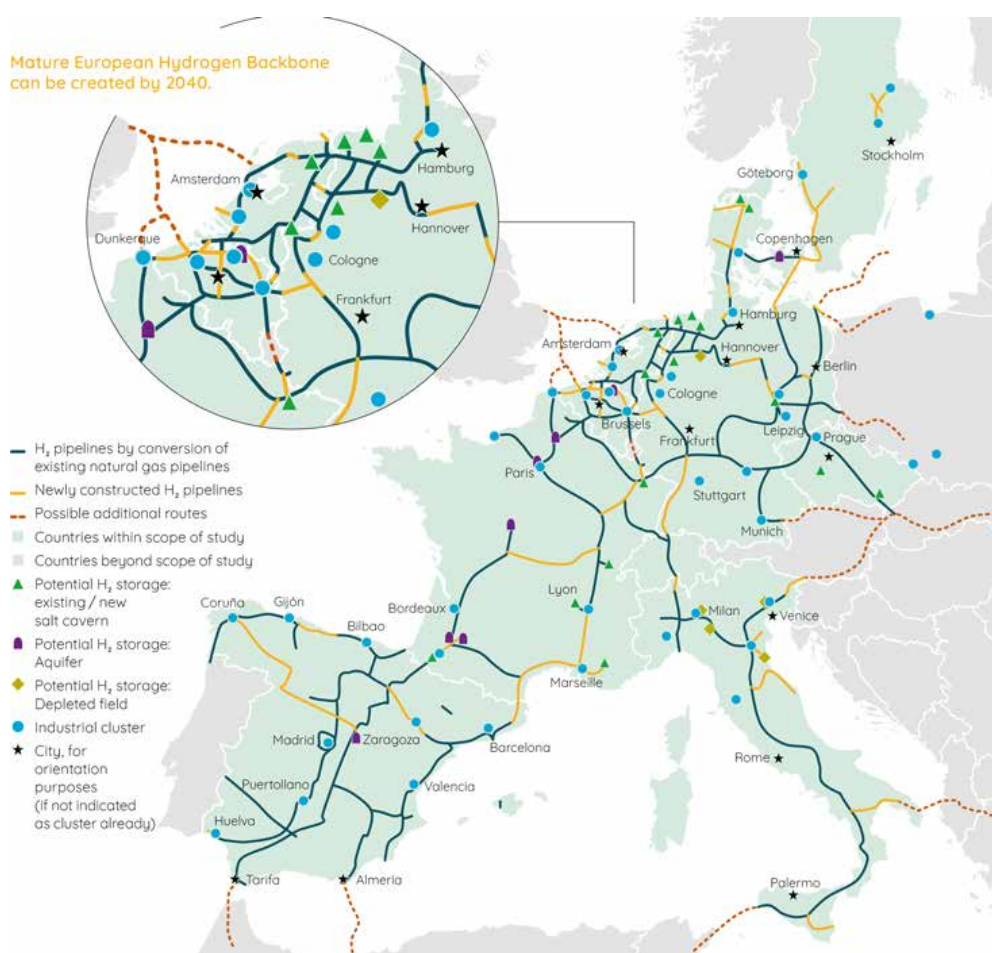 Mature European Hydrogen Backbone
can be created by 2040.
Amsterdam
Hamburg
Hannover
Dunkerque
Cologne
Frankfurt
H₂ pipelines by conversion of
existing natural gas pipelines
Newly constructed H₂ pipelines
Possible additional routes
Countries within scope of study
Countries beyond scope of study
Potential H₂ storage:
existing / new
salt cavern
Potential H₂ storage:
Aquifer
Potential H₂ storage:
Depleted field
Industrial cluster
City, for
orientation
purposes
(if not indicated
as cluster already)
Stockholm
Göteborg
Copenhagen
Hamburg
Amsterdam
Hannover
Berlin
Cologne
Brussels
Leipzig
Prague
Frankfurt
Paris
Stuttgart
Munich
Lyon
Bordeaux
Milan
Venice
Coruña
Gijón
Bilbao
Marseille
Madrid
Zaragoza
Barcelona
Rome
Puertollano
Valencia
Huelva
Tarifa
Almeria
Palermo